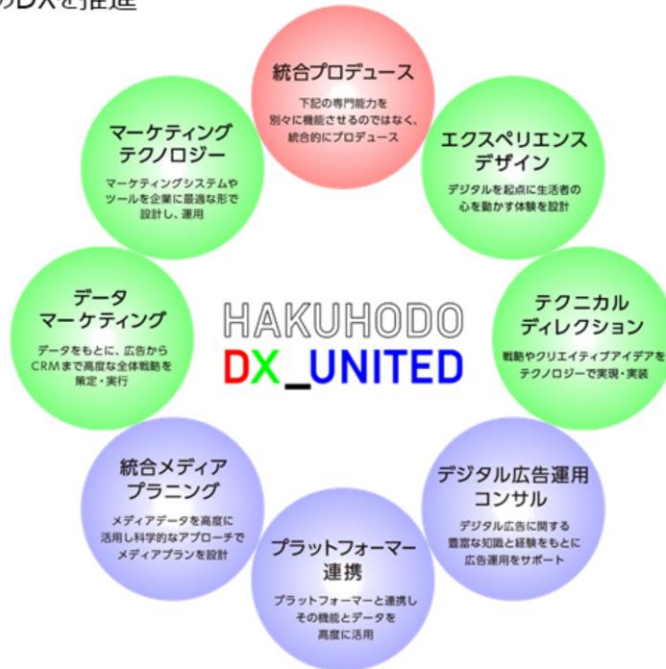 のDXを推進
統合プロデュース
下記の専門能力を
別々に機能させるのではなく、
統合的にプロデュース
エクスペリエンス
デザイン
デジタルを起点に生活者の
心を動かす体験を設計
テクニカル
ディレクション
戦略やクリエイティブアイデアを
テクノロジーで実現・実装
デジタル広告運用
コンサル
デジタル広告に関する
豊富な知識と経験をもとに
広告運用をサポート
プラットフォーマー
連携
プラットフォーマーと連携し
その機能とデータを
高度に活用
統合メディア
プラニング
メディアデータを高度に
活用し科学的なアプローチで
メディアプランを設計
データ
マーケティング
データをもとに、広告から
CRMまで高度な全体戦略を
策定・実行
マーケティング
テクノロジー
マーケティングシステムや
ツールを企業に最適な形で
設計し、運用
HAKUHODO
DX_UNITED